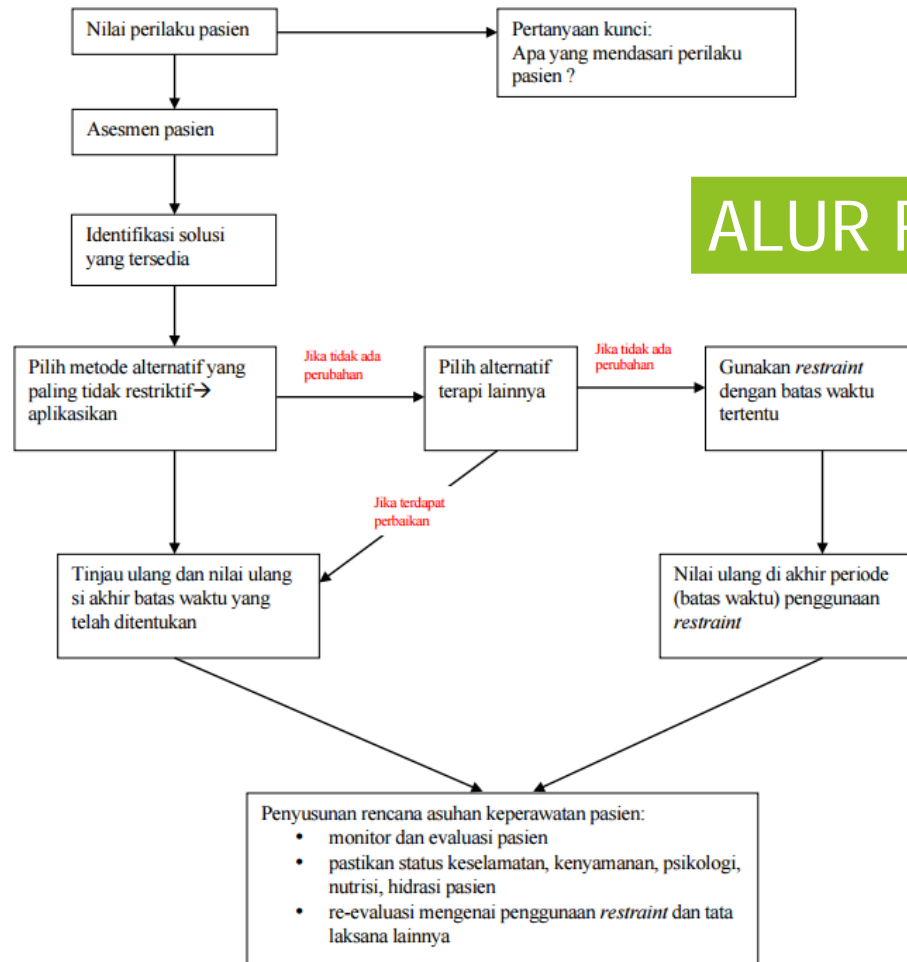 Nilai perilaku pasien
Pertanyaan kunci:
Apa yang mendasari perilaku
pasien ?
Asesmen pasien
ALUR
Identifikasi solusi
yang tersedia
Pilih metode alternatif yang
paling tidak restriktif→
aplikasikan
Jika tidak ada
perubahan
Pilih alternatif
terapi lainnya
Jika tidak ada
perubahan
Gunakan restraint
dengan batas waktu
tertentu
Jika terdapat
perbaikan
Tinjau ulang dan nilai ulang
si akhir batas waktu yang
telah ditentukan
Nilai ulang di akhir periode
(batas waktu) penggunaan
restraint
Penyusunan rencana asuhan keperawatan pasien:
• monitor dan evaluasi pasien
• pastikan status keselamatan, kenyamanan, psikologi,
nutrisi, hidrasi pasien
• re-evaluasi mengenai penggunaan restraint dan tata
laksana lainnya